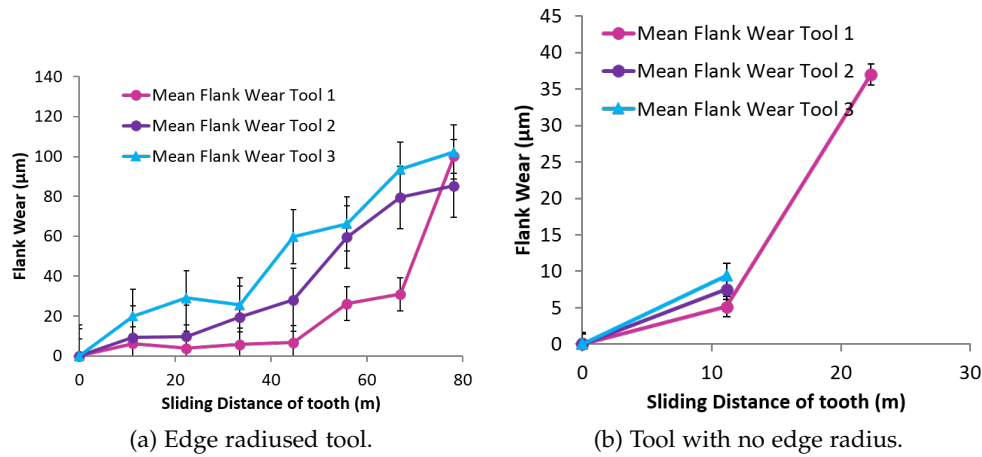 140
120
100
80
60
40
20
0
Flank Wear (µm)
Mean Flank Wear Tool 1
Mean Flank Wear Tool 2
Mean Flank Wear Tool 3
0 20 40 60 80
Sliding Distance of tooth (m)
(a) Edge radiused tool.
45
40
35
30
25
20
15
10
5
0
Flank Wear (µm)
Mean Flank Wear Tool 1
Mean Flank Wear Tool 2
Mean Flank Wear Tool 3
0 10 20 30
Sliding Distance of tooth (m)
(b) Tool with no edge radius.